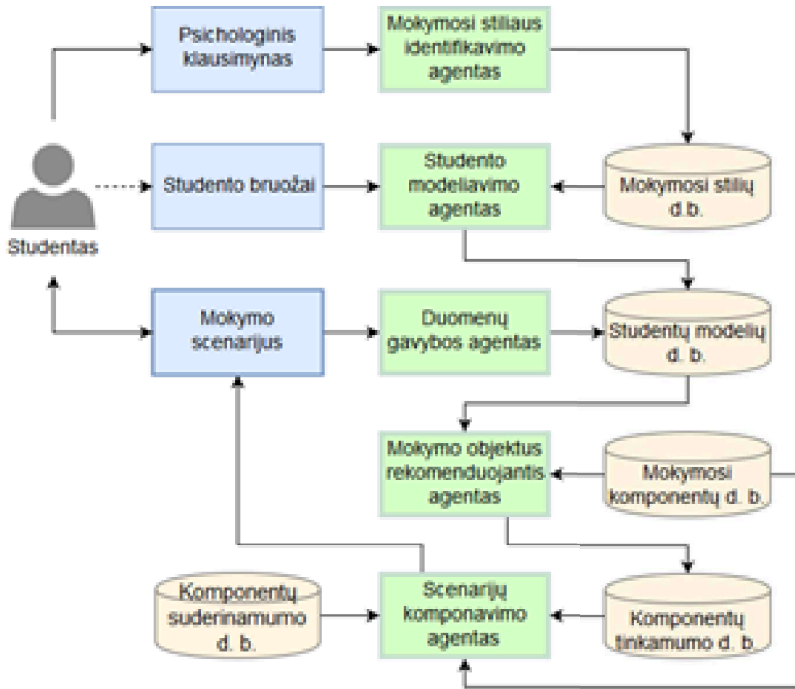 Psichologinis
klausimynas
Mokymosi stiliaus
identifikavimo
agentas
Studento bruožai
Studento
modeliavimo
agentas
Mokymosi stilių
d.b.
Studentas
Mokymo
scenarijus
Duomenų
gavybos agentas
Studentų modelių
d. b.
Mokymo objektus
rekomenduojantis
agentas
Mokymosi
komponentų d. b.
Komponentų
suderinamumo
d. b.
Scenarijų
komponavimo
agentas
Komponentų
tinkamumo d. b.